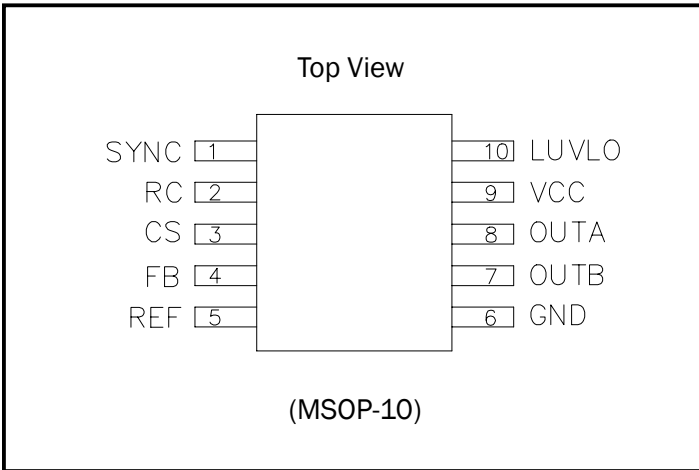 Top View
SYNC 1 10 LUVLO
RC 2 9 VCC
CS 3 8 OUTA
FB 4 7 OUTB
REF 5 6 GND
(MSOP-10)